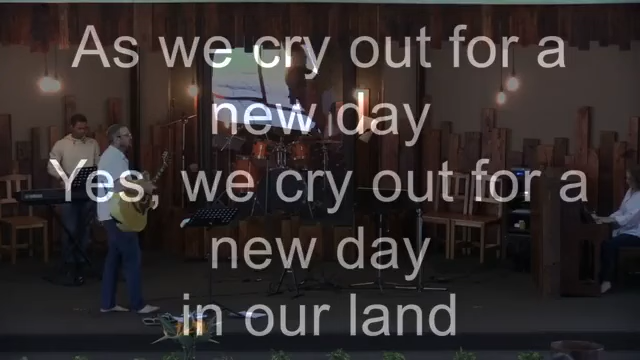 As we cry out for a
new day
Yes, we cry out for a
new day
in our land